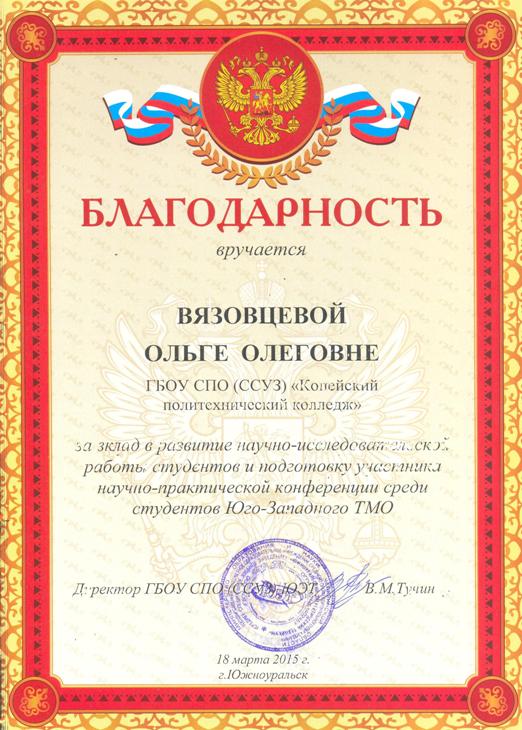 БЛАГОДАРНОСТЬ
вручается
ВЯЗОВЦЕВОЙ
ОЛЬГЕ ОЛЕГОВНЕ
ГБОУ СПО (ССУЗ) «Копейский
политехнический колледж»
за вклад в развитие научно-исследовательской
работы студентов и подготовку участника
научно-практической конференции среди
студентов Юго-Западного ТМО
Директор ГБОУ СПО (ССУЗ) ЮЭТ В.М.Тучин
18 марта 2015 г.
г.Южноуральск